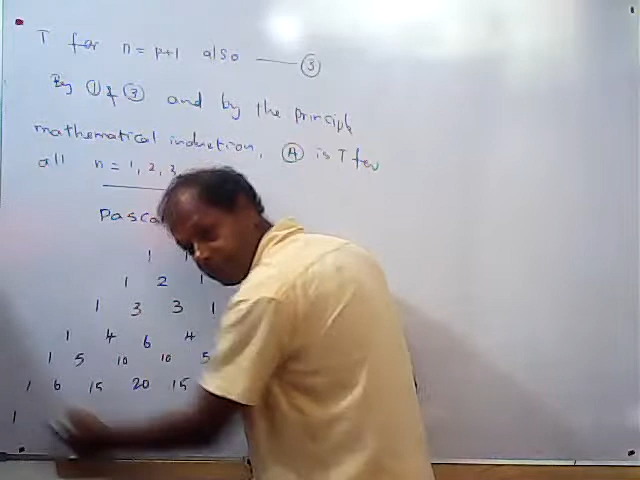 T for n = p+1 also — ③
By ① & ③ and by the principle
mathematical induction, Ⓐ is T for
all n = 1, 2, 3
Pasca
1 1
1 2 1
1 3 3 1
1 4 6 4
1 5 10 10 5
1 6 15 20 15
1